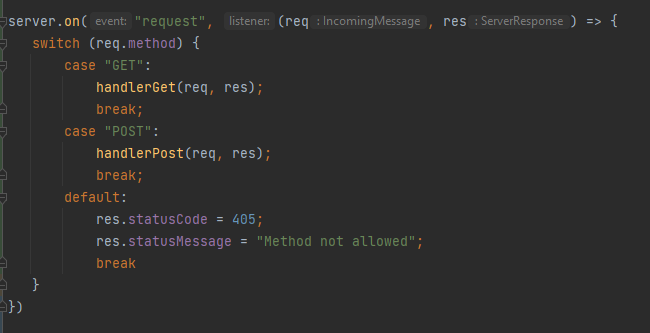 server.on( event: "request", listener: (req : IncomingMessage , res : ServerResponse ) => {
switch (req.method) {
case "GET":
handlerGet(req, res);
break;
case "POST":
handlerPost(req, res);
break;
default:
res.statusCode = 405;
res.statusMessage = "Method not allowed";
break
}
})